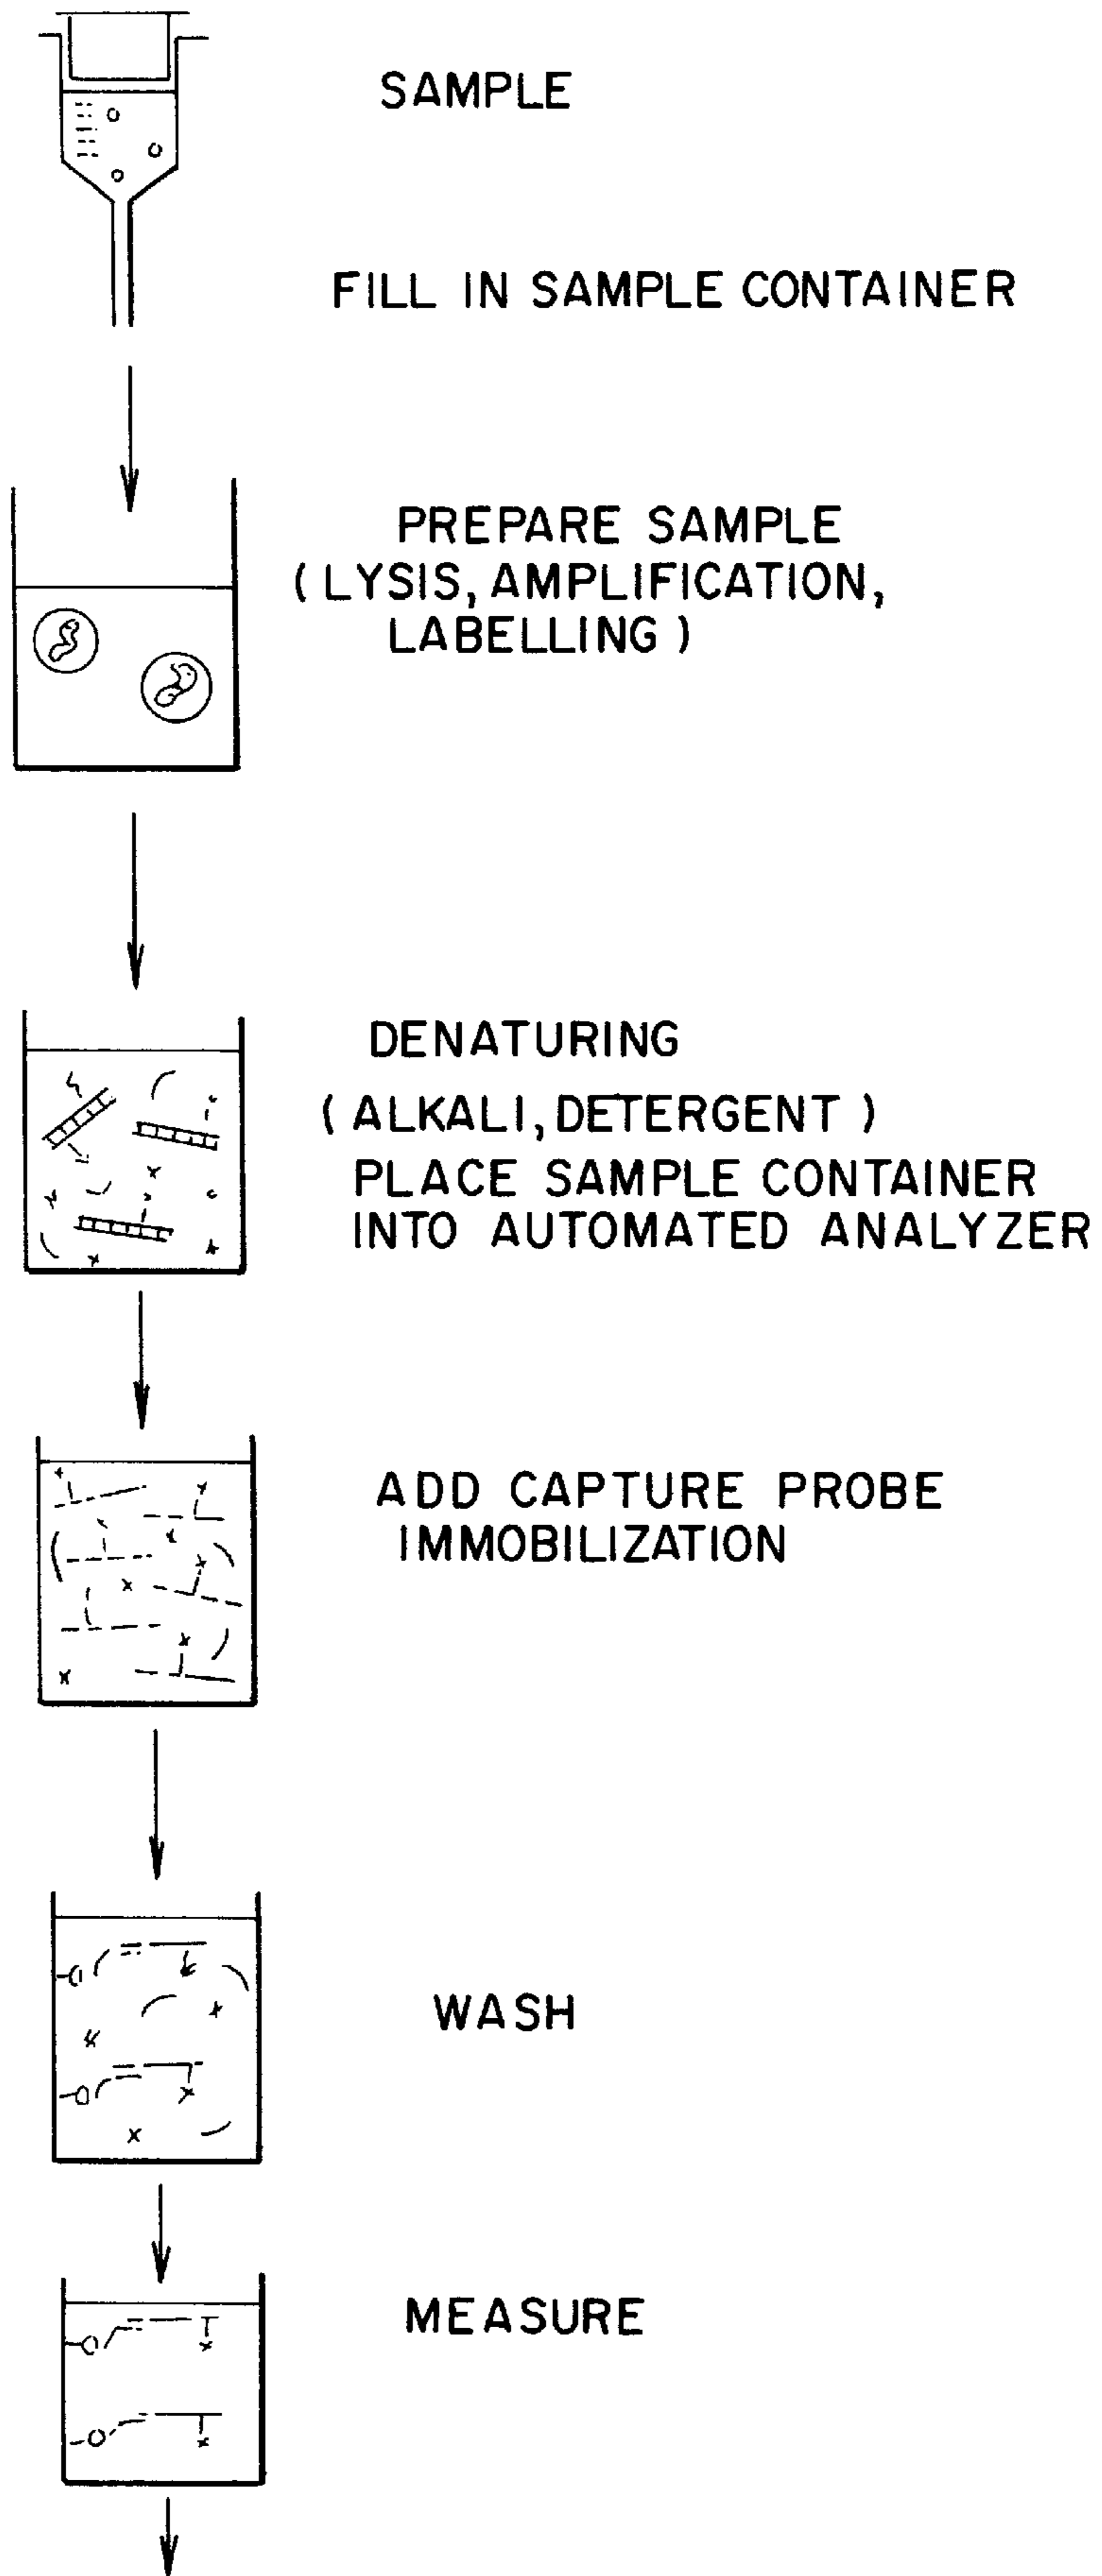 SAMPLE
FILL IN SAMPLE CONTAINER
PREPARE SAMPLE
(LYSIS, AMPLIFICATION,
LABELLING)
DENATURING
(ALKALI, DETERGENT)
PLACE SAMPLE CONTAINER
INTO AUTOMATED ANALYZER
ADD CAPTURE PROBE
IMMOBILIZATION
WASH
MEASURE